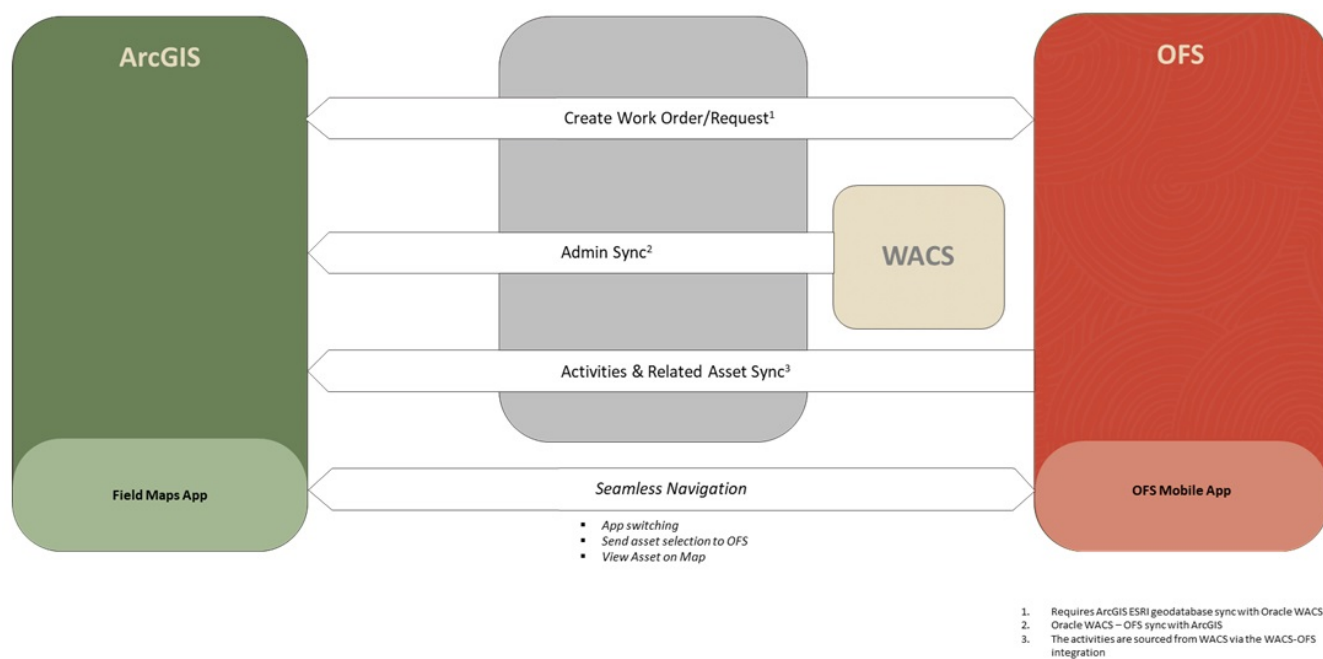 ArcGIS
OFS
Create Work Order/Request¹
WACS
Admin Sync²
Activities & Related Asset Sync³
Field Maps App
Seamless Navigation
OFS Mobile App
▪ App switching
▪ Send asset selection to OFS
▪ View Asset on Map
1. Requires ArcGIS ESRI geodatabase sync with Oracle WACS
2. Oracle WACS – OFS sync with ArcGIS
3. The activities are sourced from WACS via the WACS-OFS
integration